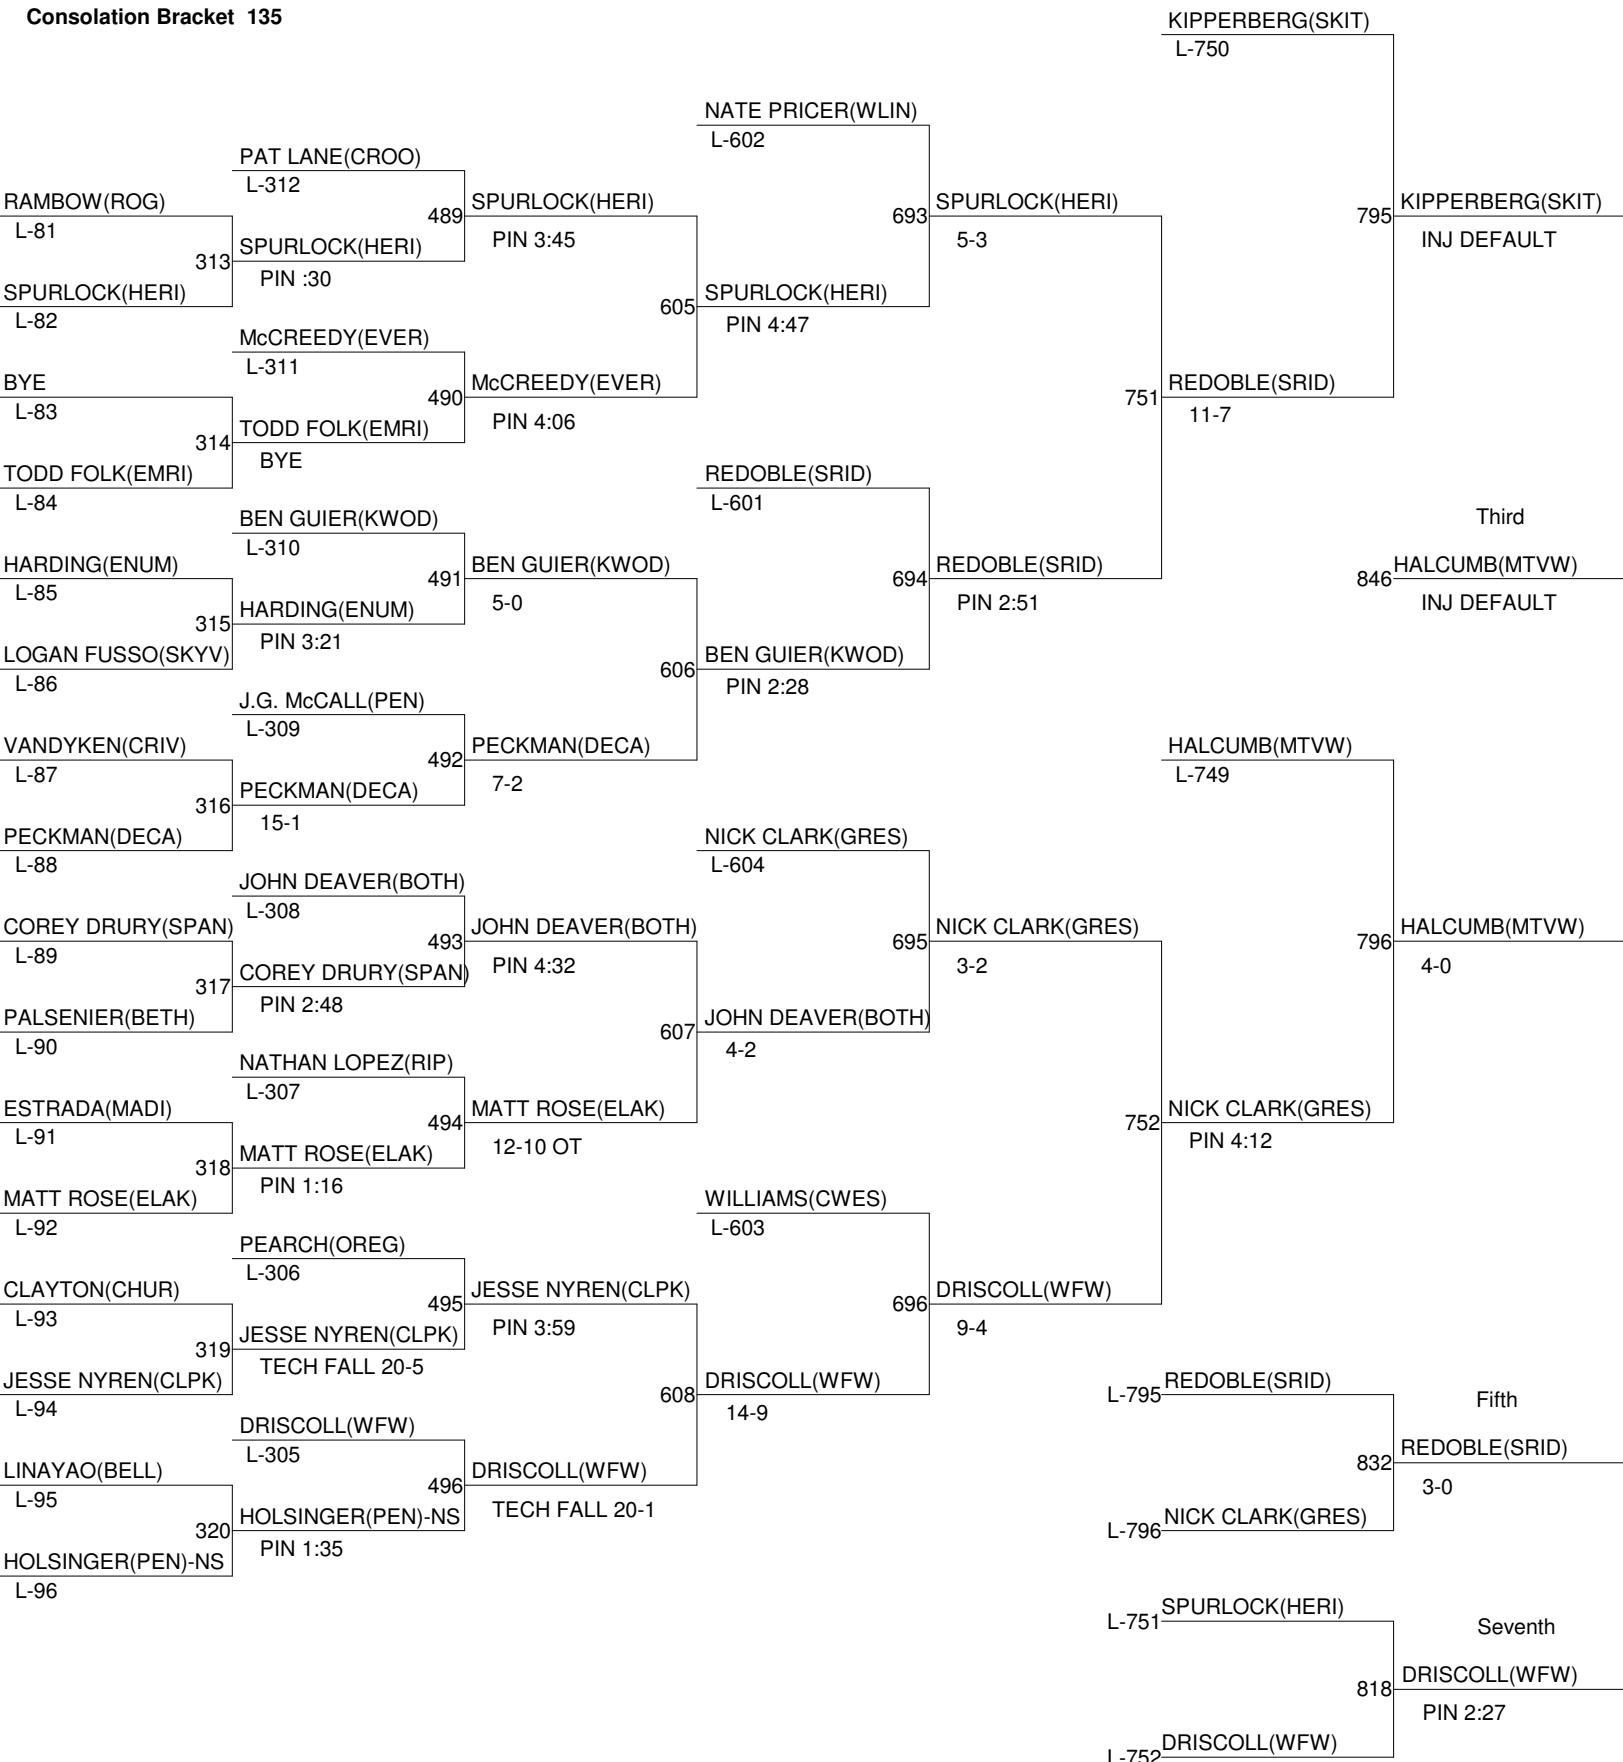 Consolation Bracket 135
KIPPERBERG(SKIT)
L-750
NATE PRICER(WLIN)
L-602
PAT LANE(CROO)
L-312
RAMBOW(ROG)
L-81
489
SPURLOCK(HERI)
PIN 3:45
693
SPURLOCK(HERI)
5-3
795
KIPPERBERG(SKIT)
INJ DEFAULT
313
SPURLOCK(HERI)
PIN :30
SPURLOCK(HERI)
L-82
605
SPURLOCK(HERI)
PIN 4:47
McCREEDY(EVER)
L-311
BYE
L-83
490
McCREEDY(EVER)
PIN 4:06
751
REDOBLE(SRID)
11-7
314
TODD FOLK(EMRI)
BYE
TODD FOLK(EMRI)
L-84
REDOBLE(SRID)
L-601
BEN GUIER(KWOD)
L-310
Third
HARDING(ENUM)
L-85
491
BEN GUIER(KWOD)
5-0
694
REDOBLE(SRID)
PIN 2:51
846
HALCUMB(MTVW)
INJ DEFAULT
315
HARDING(ENUM)
PIN 3:21
LOGAN FUSSO(SKYV)
L-86
606
BEN GUIER(KWOD)
PIN 2:28
J.G. McCALL(PEN)
L-309
VANDYKEN(CRIV)
L-87
492
PECKMAN(DECA)
7-2
HALCUMB(MTVW)
L-749
316
PECKMAN(DECA)
15-1
PECKMAN(DECA)
L-88
NICK CLARK(GRES)
L-604
JOHN DEAVER(BOTH)
L-308
COREY DRURY(SPAN)
L-89
493
JOHN DEAVER(BOTH)
PIN 4:32
695
NICK CLARK(GRES)
3-2
796
HALCUMB(MTVW)
4-0
317
COREY DRURY(SPAN)
PIN 2:48
PALSENIER(BETH)
L-90
607
JOHN DEAVER(BOTH)
4-2
NATHAN LOPEZ(RIP)
L-307
ESTRADA(MADI)
L-91
494
MATT ROSE(ELAK)
12-10 OT
752
NICK CLARK(GRES)
PIN 4:12
318
MATT ROSE(ELAK)
PIN 1:16
MATT ROSE(ELAK)
L-92
WILLIAMS(CWES)
L-603
PEARCH(OREG)
L-306
CLAYTON(CHUR)
L-93
495
JESSE NYREN(CLPK)
PIN 3:59
696
DRISCOLL(WFW)
9-4
319
JESSE NYREN(CLPK)
TECH FALL 20-5
JESSE NYREN(CLPK)
L-94
608
DRISCOLL(WFW)
14-9
L-795
REDOBLE(SRID)
Fifth
DRISCOLL(WFW)
L-305
832
REDOBLE(SRID)
3-0
LINAYAO(BELL)
L-95
496
DRISCOLL(WFW)
TECH FALL 20-1
320
HOLSINGER(PEN)-NS
PIN 1:35
L-796
NICK CLARK(GRES)
HOLSINGER(PEN)-NS
L-96
L-751
SPURLOCK(HERI)
Seventh
818
DRISCOLL(WFW)
PIN 2:27
L-752
DRISCOLL(WFW)